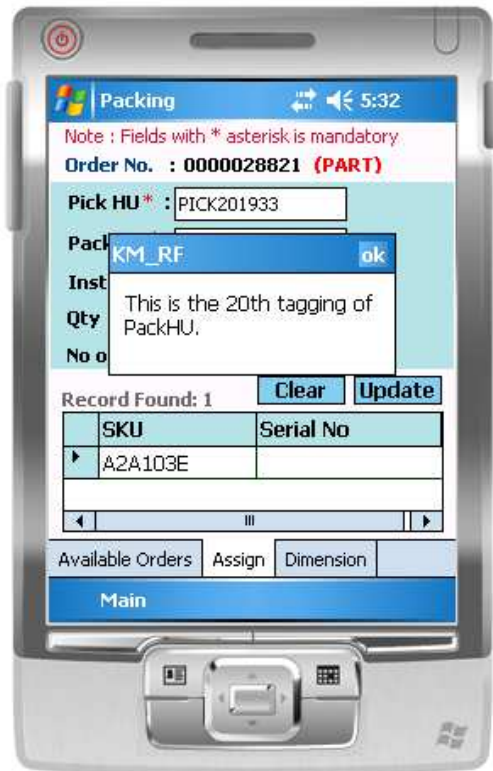 Packing 5:32
Note : Fields with * asterisk is mandatory
Order No. : 0000028821 (PART)
Pick HU* : PICK201933
Pack
KM_RF ok
Inst
This is the 20th tagging of
PackHU.
Qty
No o
Record Found: 1 Clear Update
SKU Serial No
A2A103E
Available Orders Assign Dimension
Main